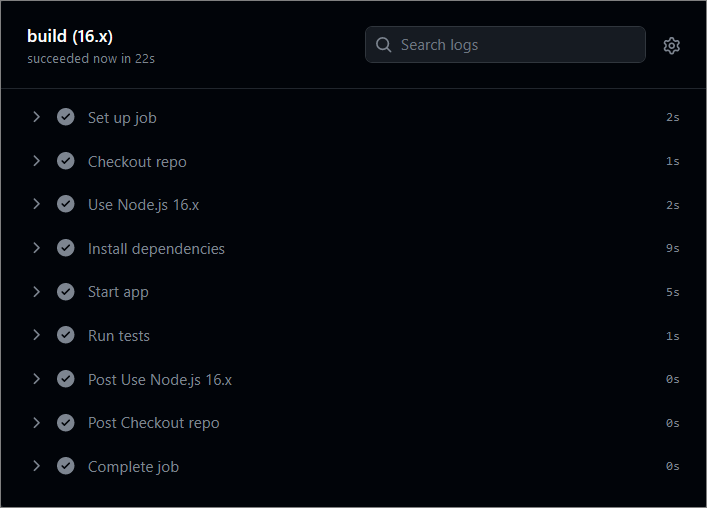 build (16.x)
succeeded now in 22s
Search logs
Set up job 2s
Checkout repo 1s
Use Node.js 16.x 2s
Install dependencies 9s
Start app 5s
Run tests 1s
Post Use Node.js 16.x 0s
Post Checkout repo 0s
Complete job 0s